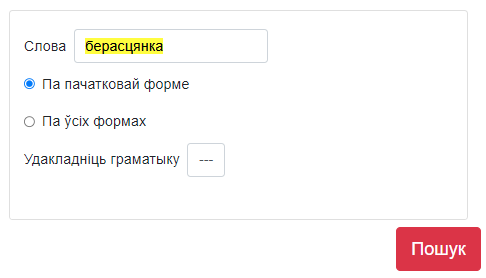 Слова берасцянка
Па пачатковай форме
Па ўсіх формах
Удакладніць граматыку ---
Пошук